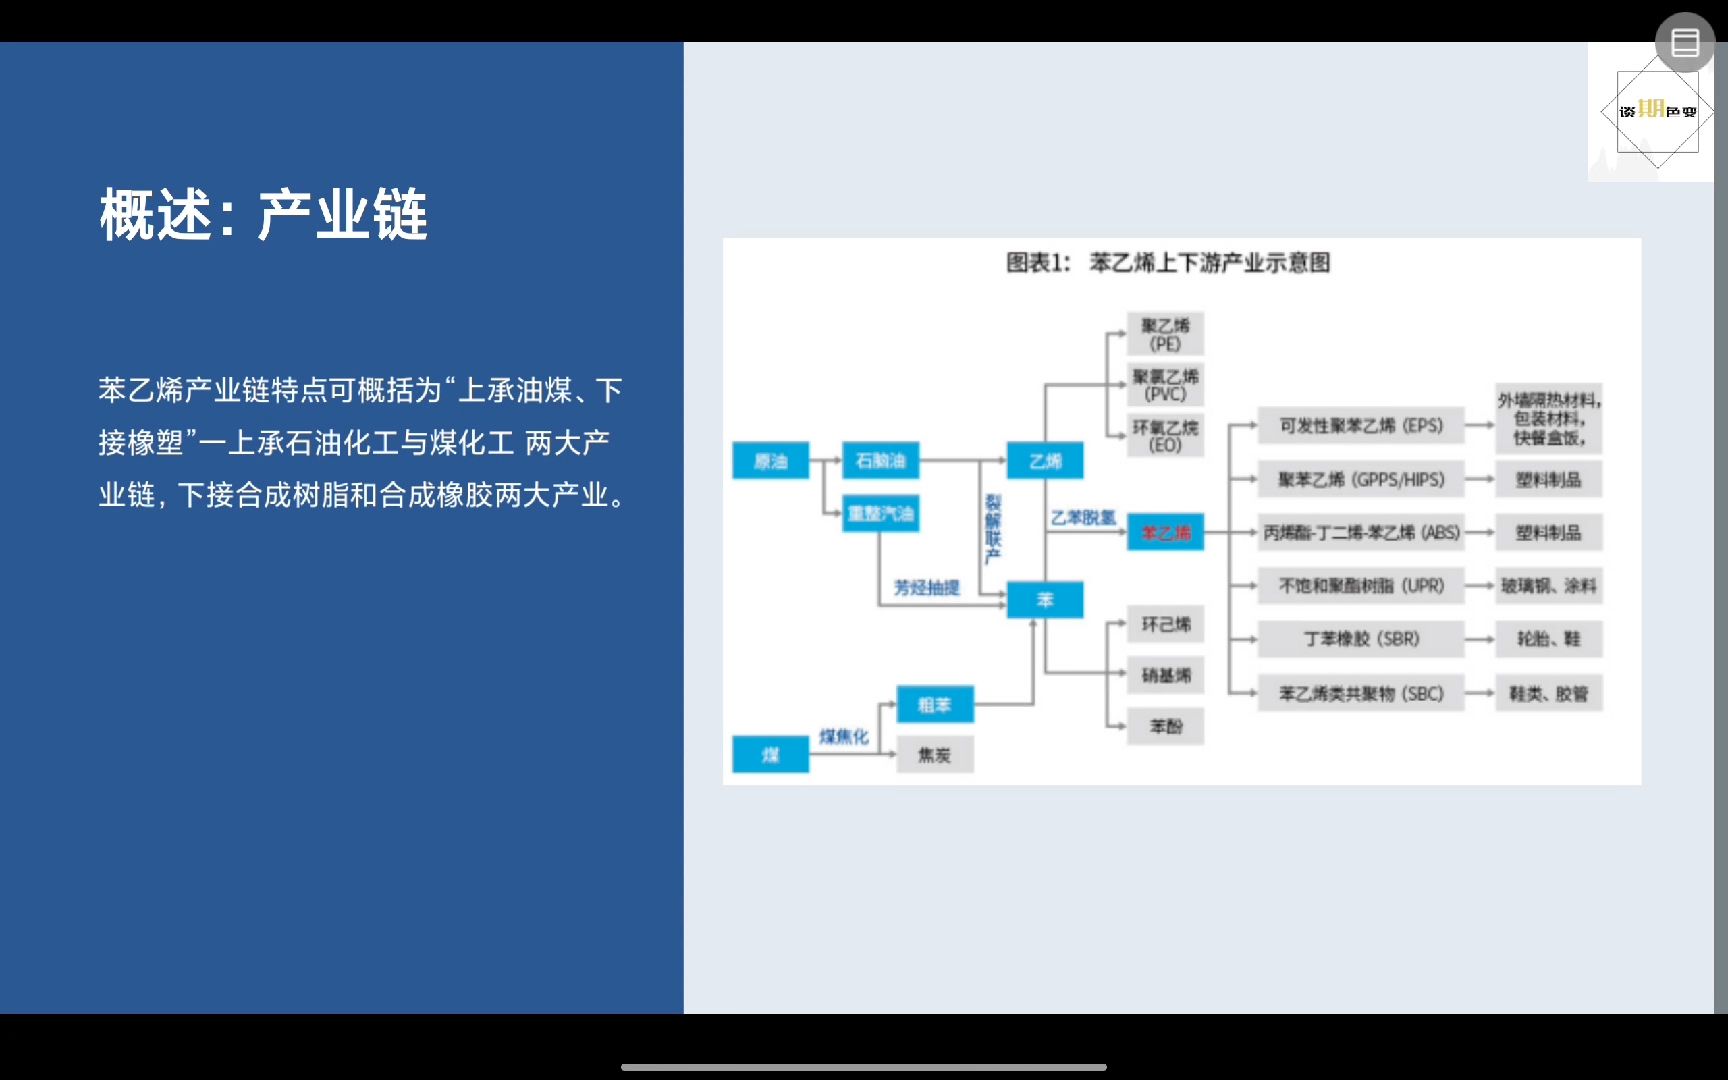 谈期色变
概述：产业链
苯乙烯产业链特点可概括为“上承油煤、下
接橡塑”一上承石油化工与煤化工 两大产
业链，下接合成树脂和合成橡胶两大产业。
图表1： 苯乙烯上下游产业示意图
原油
石脑油
重整汽油
芳烃抽提
裂解联产
乙烯
苯
煤
煤焦化
粗苯
焦炭
聚乙烯
(PE)
聚氯乙烯
(PVC)
环氧乙烷
(EO)
乙苯脱氢
苯乙烯
环己烯
硝基烯
苯酚
可发性聚苯乙烯 (EPS)
外墙隔热材料，
包装材料，
快餐盒饭，
聚苯乙烯 (GPPS/HIPS)
塑料制品
丙烯酯-丁二烯-苯乙烯 (ABS)
塑料制品
不饱和聚酯树脂 (UPR)
玻璃钢、涂料
丁苯橡胶 (SBR)
轮胎、鞋
苯乙烯类共聚物 (SBC)
鞋类、胶管